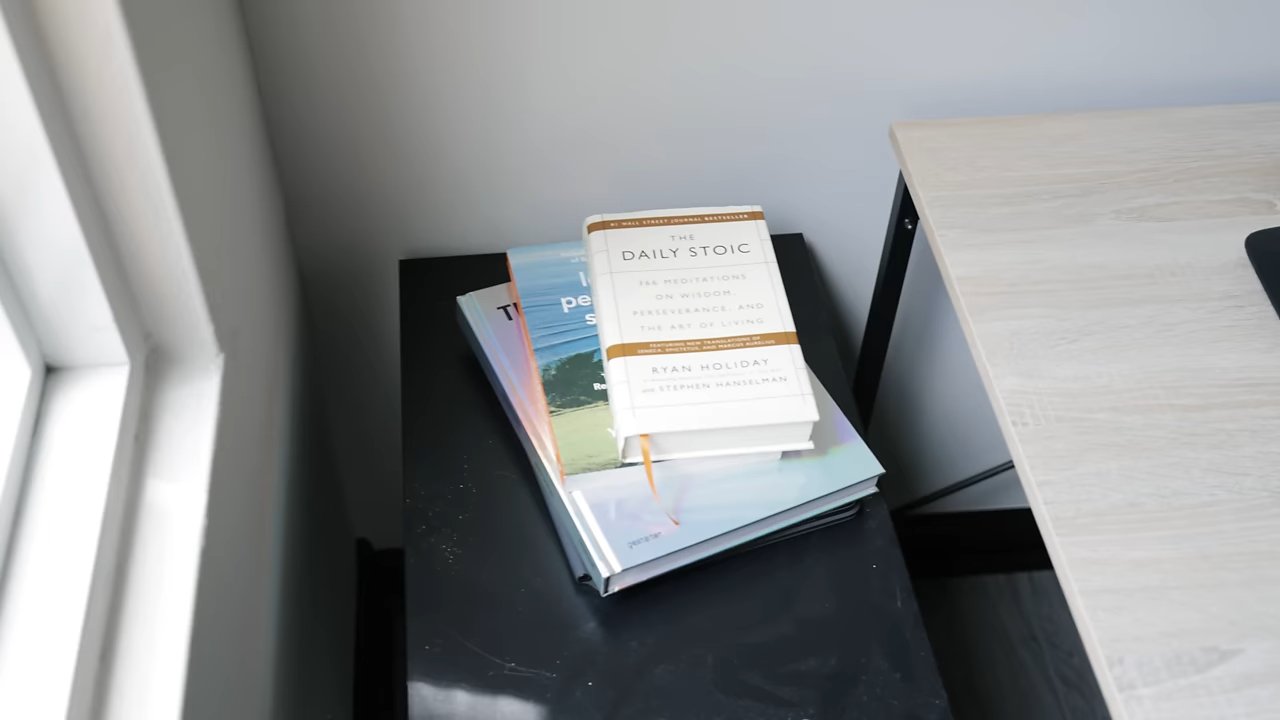 #1 WALL STREET JOURNAL BESTSELLER
THE
DAILY STOIC
366 MEDITATIONS
ON WISDOM,
PERSEVERANCE, AND
THE ART OF LIVING
FEATURING NEW TRANSLATIONS OF
SENECA, EPICTETUS, AND MARCUS AURELIUS
RYAN HOLIDAY
AND STEPHEN HANSELMAN
gestalten